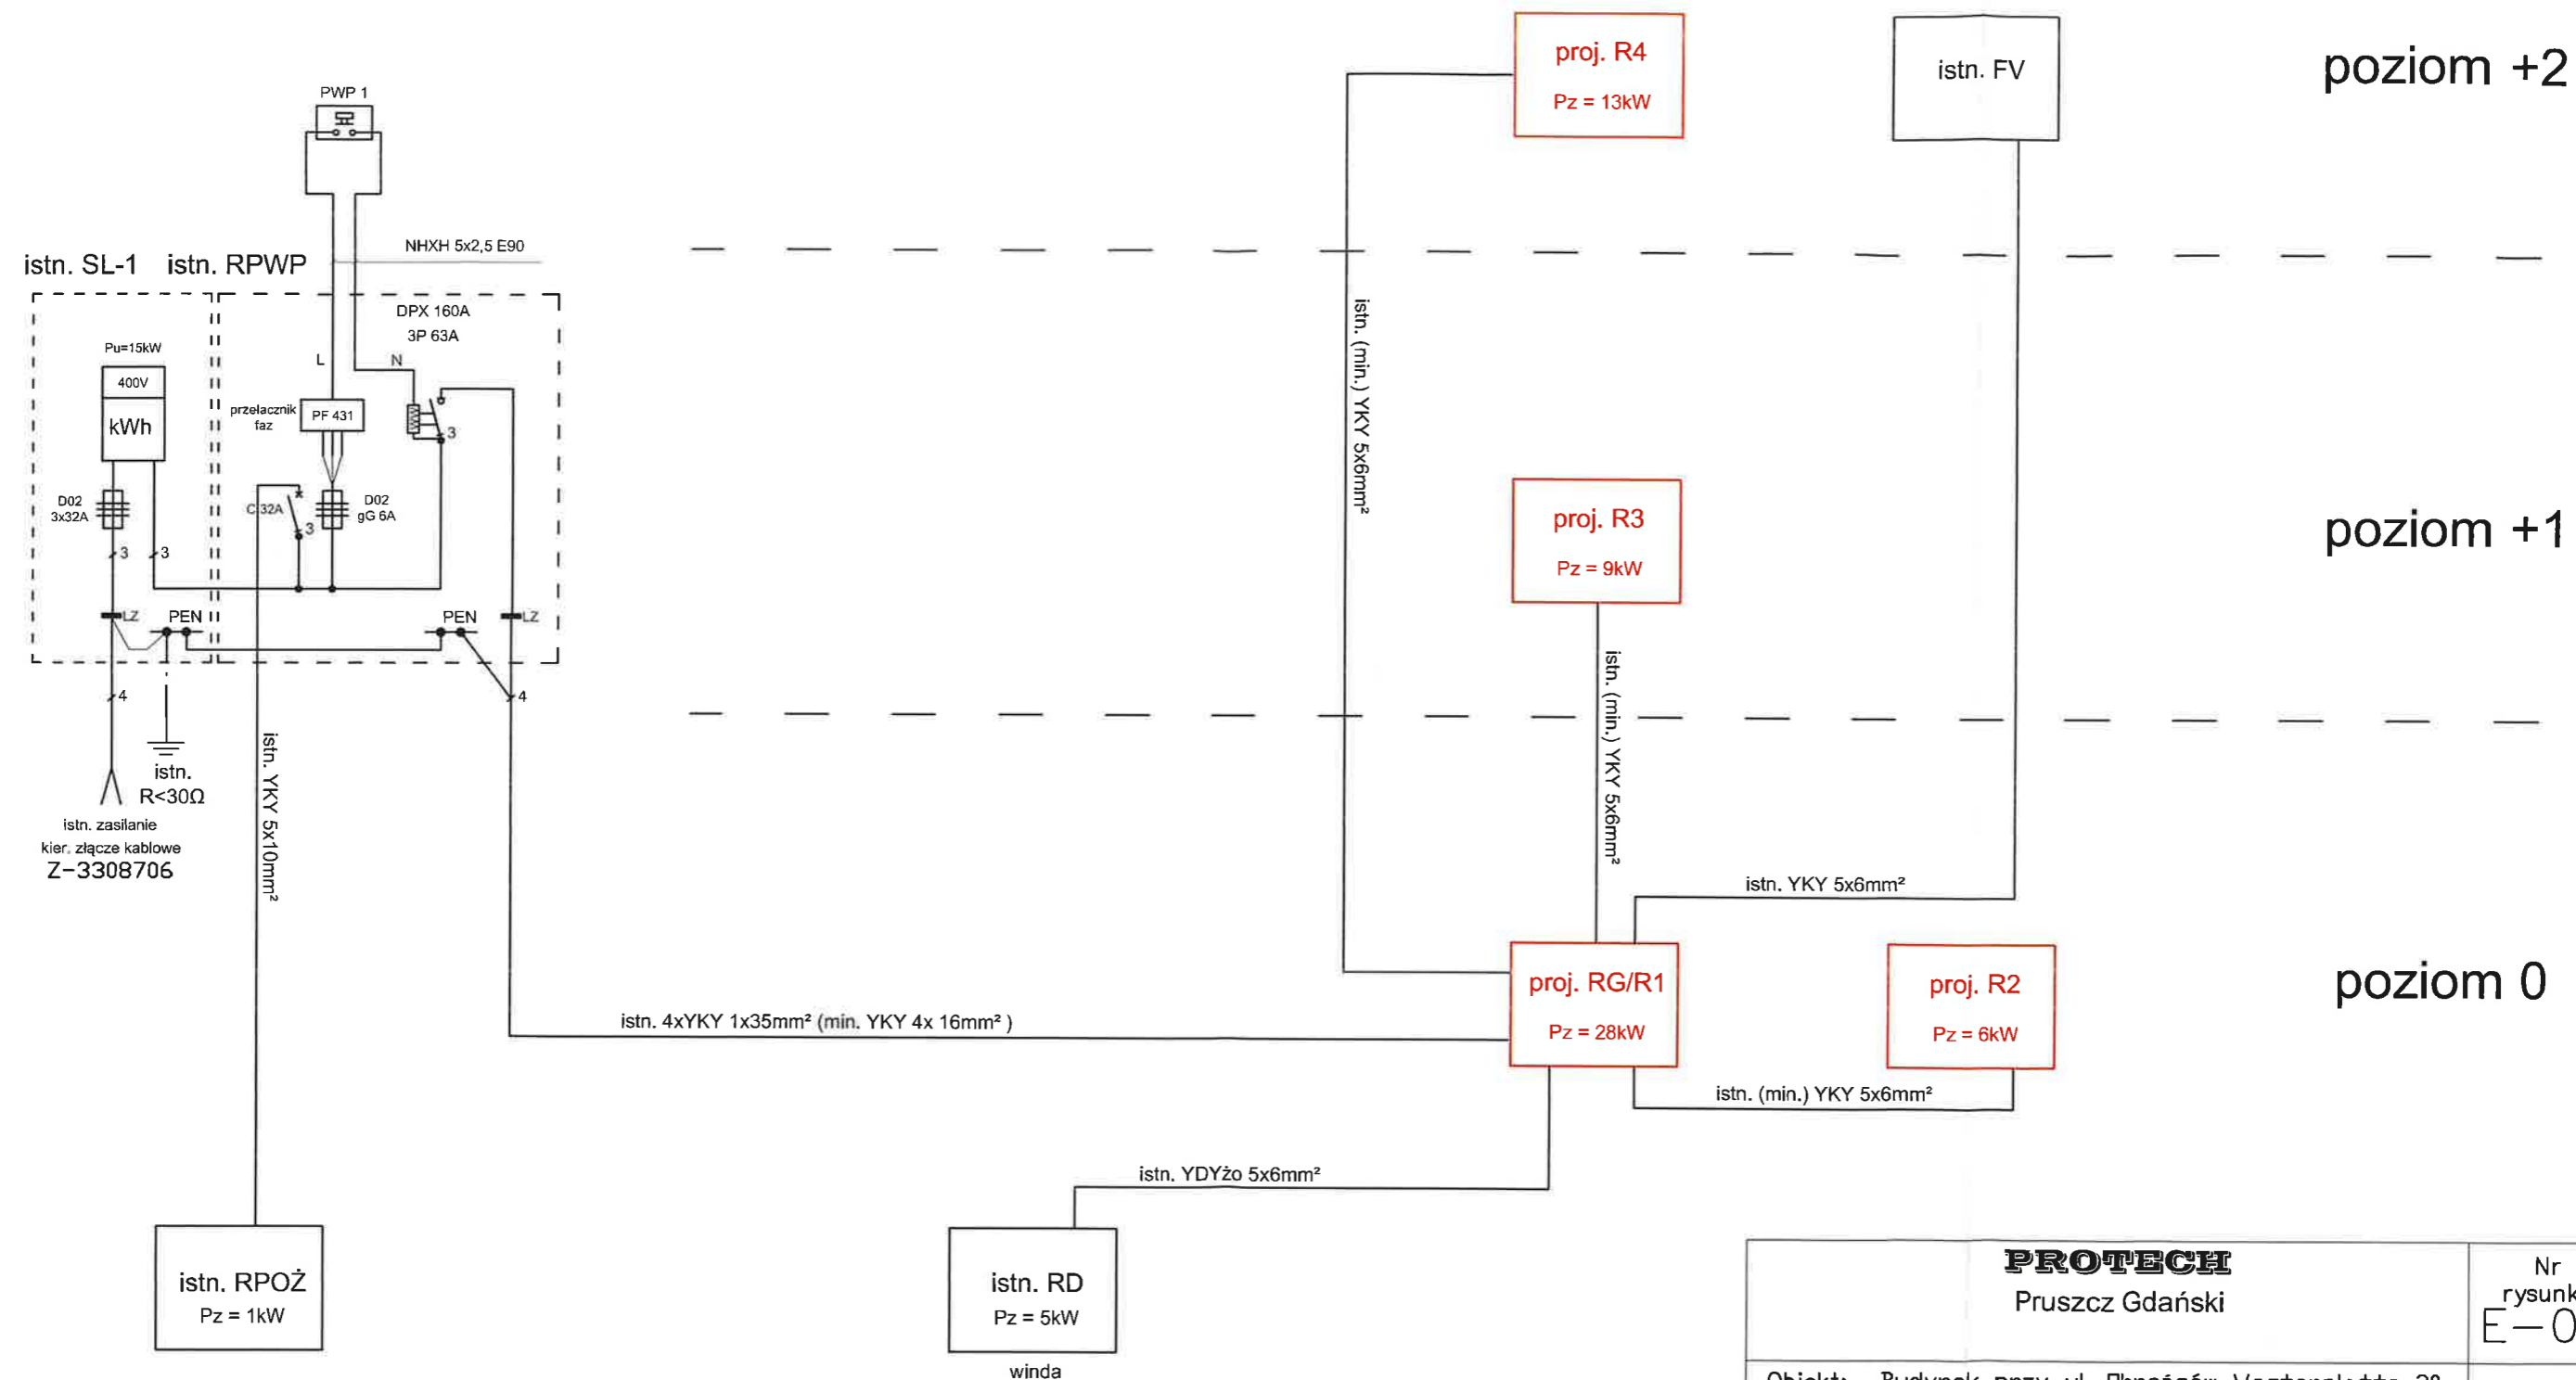 proj. R4
Pz = 13kW
istn. FV
poziom +2
PWP 1
NHXH 5x2,5 E90
istn. SL-1
istn. RPWP
DPX 160A
3P 63A
Pu=15kW
400V
kWh
L
N
przełacznik
faz
PF 431
3
D02
3x32A
C 32A
3
D02
gG 6A
3
3
LZ
PEN
PEN
LZ
4
4
istn.
R<30Ω
istn. zasilanie
kier. złącze kablowe
Z-3308706
istn. YKY 5x10mm²
istn. (min.) YKY 5x6mm²
proj. R3
Pz = 9kW
poziom +1
istn. (min.) YKY 5x6mm²
istn. YKY 5x6mm²
proj. RG/R1
Pz = 28kW
proj. R2
Pz = 6kW
poziom 0
istn. 4xYKY 1x35mm² (min. YKY 4x 16mm² )
istn. (min.) YKY 5x6mm²
istn. YDYżo 5x6mm²
istn. RPOŻ
Pz = 1kW
istn. RD
Pz = 5kW
winda
PROTECH
Pruszcz Gdański
Nr
E-0